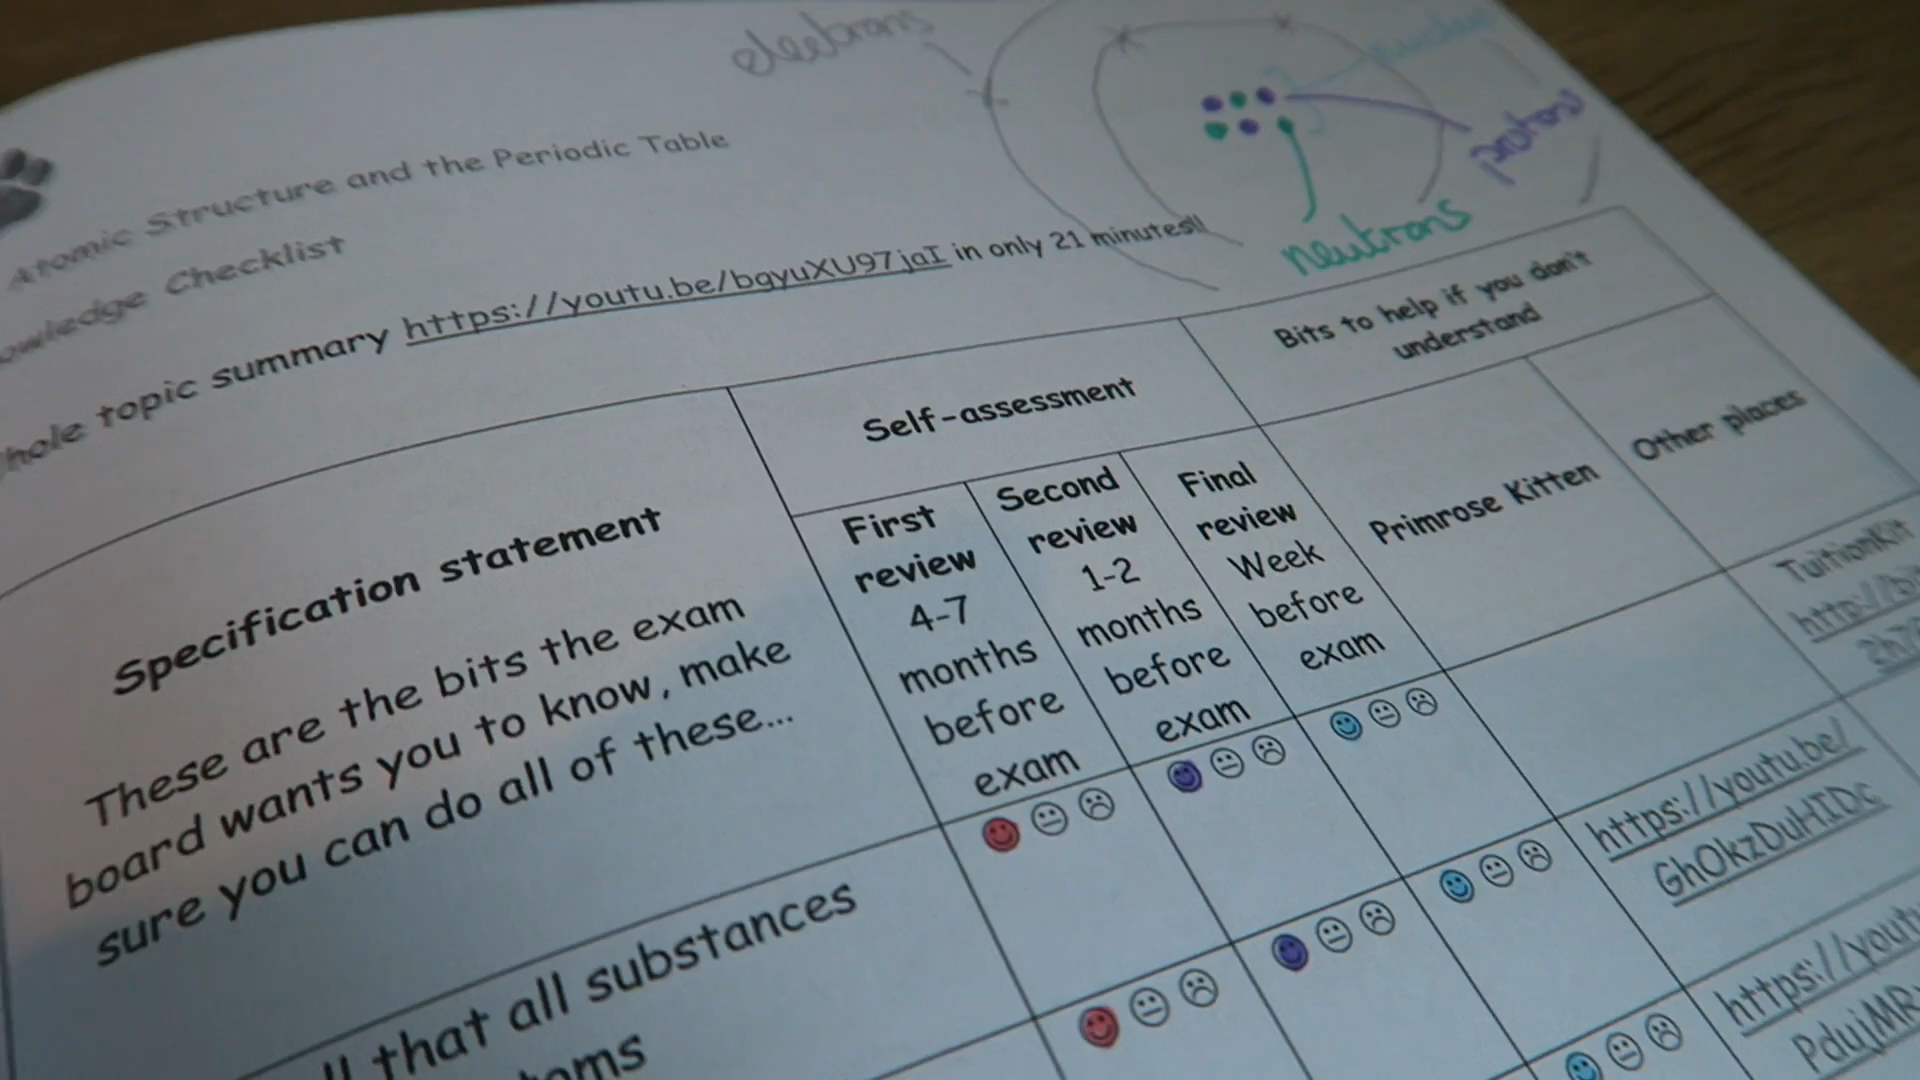 electrons
protons
neutrons
Atomic Structure and the Periodic Table
Checklist
topic summary https://youtu.be/bgyuXU97jaI in only 21 minutes!!
Specification statement
These are the bits the exam
board wants you to know, make
sure you can do all of these...
Self-assessment
Bits to help if you don't
understand
First
review
4-7
months
before
exam
Second
review
1-2
months
before
exam
Final
review
Week
before
exam
Primrose Kitten
Other places
TuitionKit
that all substances
https://youtu.be/
GhOkzDuHIDc